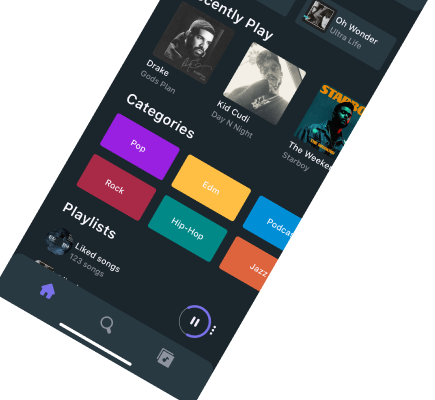 Oh Wonder
Ultra Life
cently Play
Drake
Gods Plan
Kid Cudi
Day N Night
STARBO
The Weeke
Starboy
Categories
Pop
Edm
Podca
Rock
Hip-Hop
Jazz
Playlists
Liked songs
123 songs